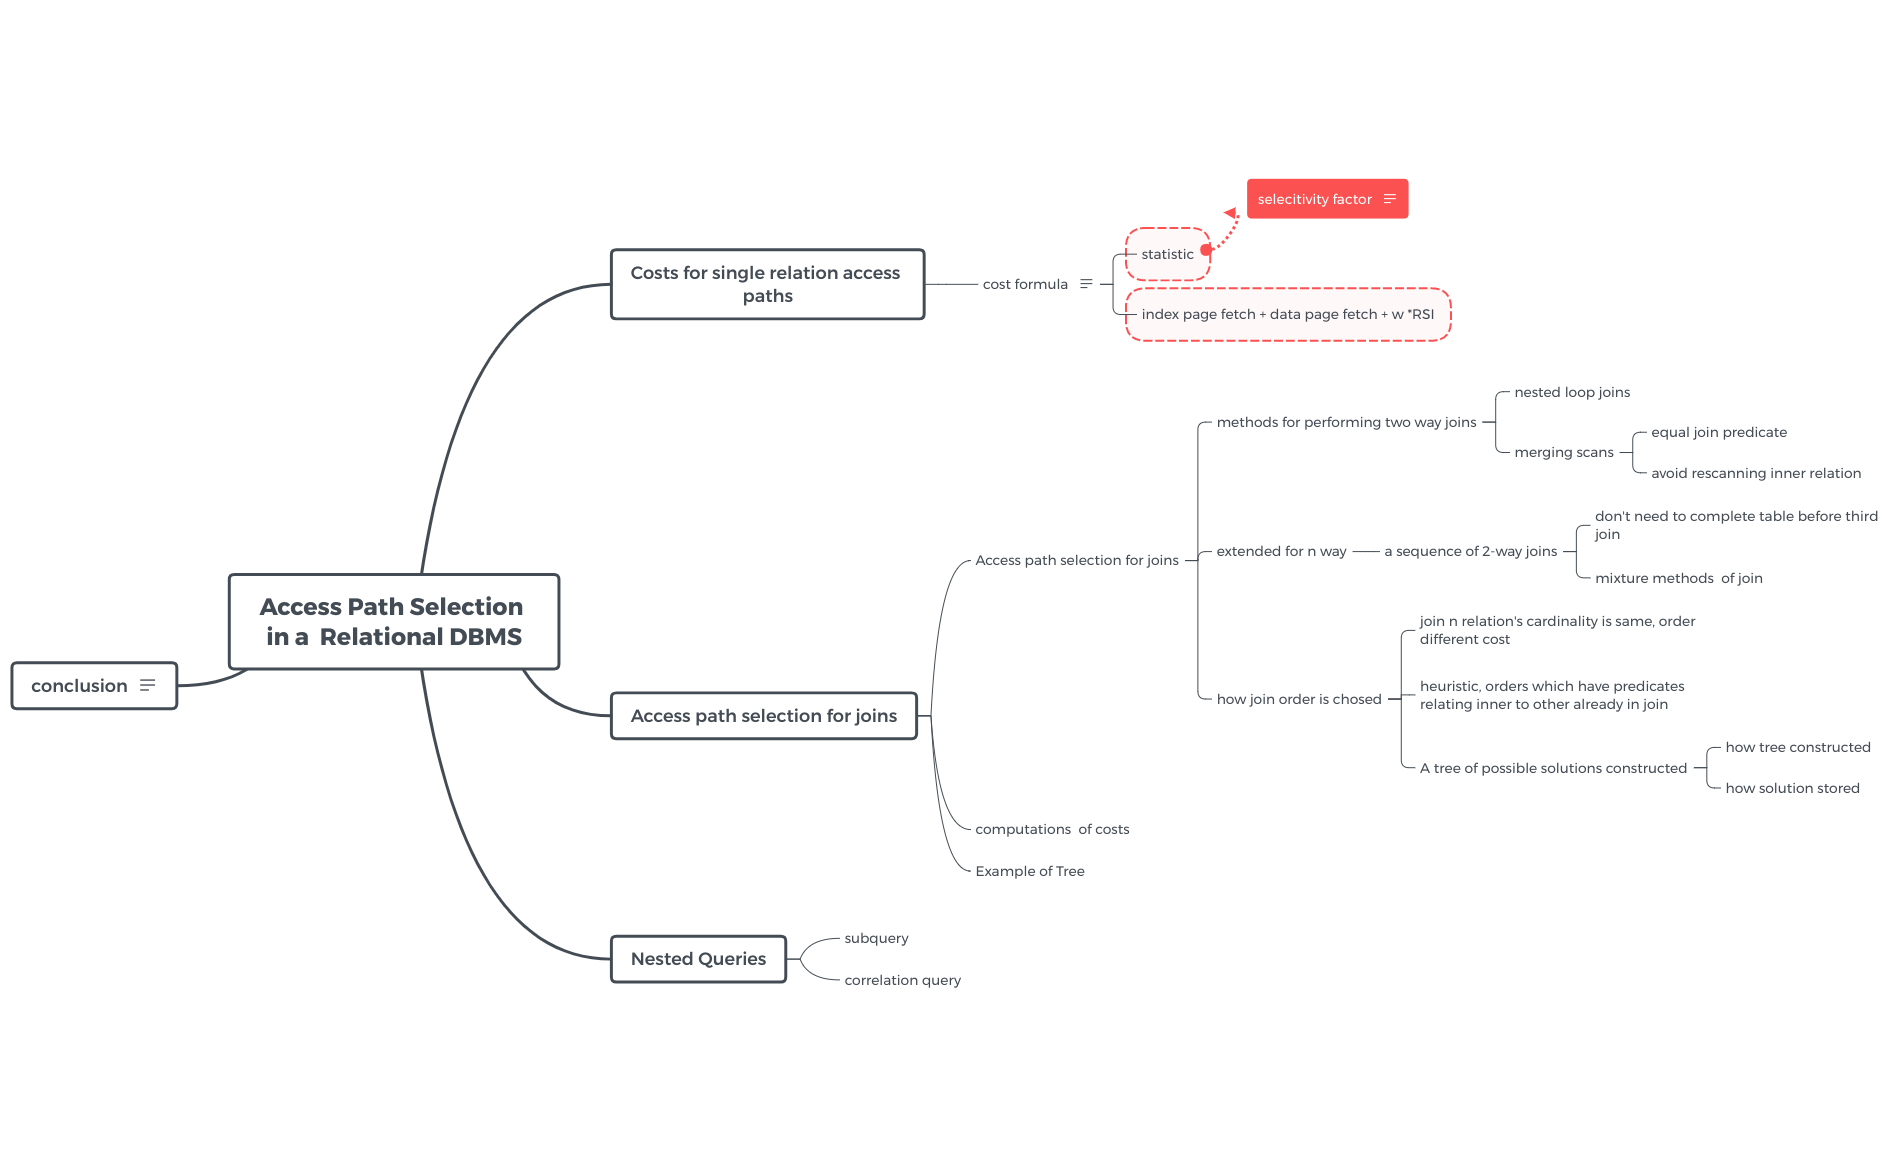 selecitivity factor
statistic
Costs for single relation access
paths
cost formula
index page fetch + data page fetch + w *RSI
nested loop joins
methods for performing two way joins
equal join predicate
merging scans
avoid rescanning inner relation
don't need to complete table before third
join
Access path selection for joins
extended for n way
a sequence of 2-way joins
mixture methods  of join
Access Path Selection
in a  Relational DBMS
join n relation's cardinality is same, order
different cost
conclusion
heuristic, orders which have predicates
relating inner to other already in join
how join order is chosed
Access path selection for joins
how tree constructed
A tree of possible solutions constructed
how solution stored
computations  of costs
Example of Tree
subquery
Nested Queries
correlation query